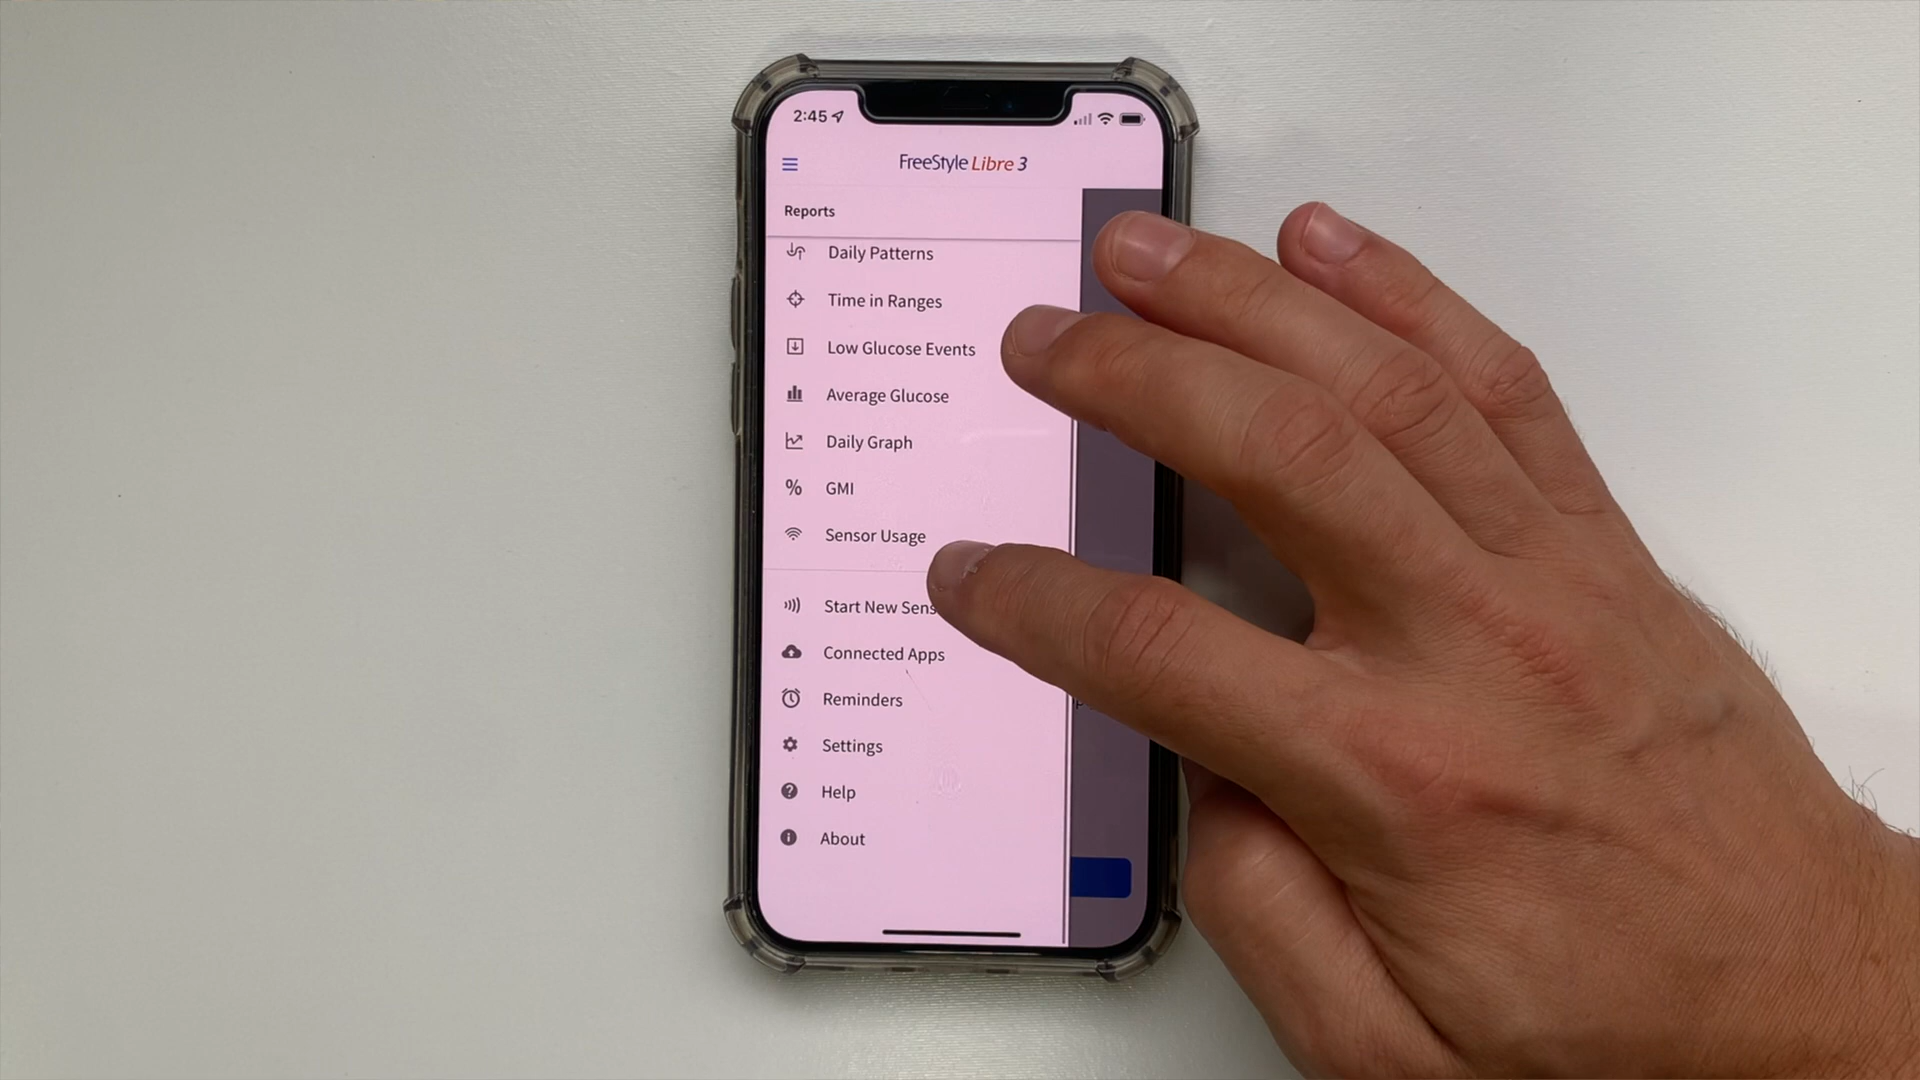 2:45
FreeStyle Libre 3
Reports
Daily Patterns
Time in Ranges
Low Glucose Events
Average Glucose
Daily Graph
% GMI
Sensor Usage
Start New Sens
Connected Apps
Reminders
Settings
Help
About